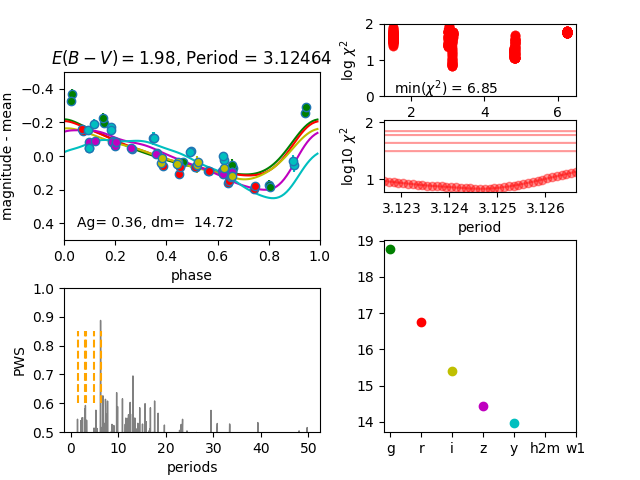 E(B − V) = 1.98, Period = 3.12464
magnitude - mean
−0.4
−0.2
0.0
0.2
0.4
Ag= 0.36, dm=  14.72
0.0 0.2 0.4 0.6 0.8 1.0
phase
log χ²
2
1
0
min(χ²) = 6.85
2 4 6
log10 χ²
2
1
3.123 3.124 3.125 3.126
period
PWS
1.0
0.9
0.8
0.7
0.6
0.5
0 10 20 30 40 50
periods
19
18
17
16
15
14
g r i z y h2m w1